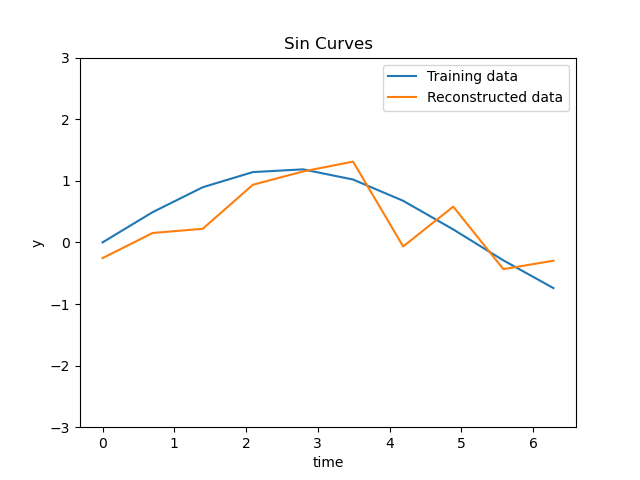 Sin Curves
Training data
Reconstructed data
3
2
1
0
−1
−2
−3
y
0 1 2 3 4 5 6
time